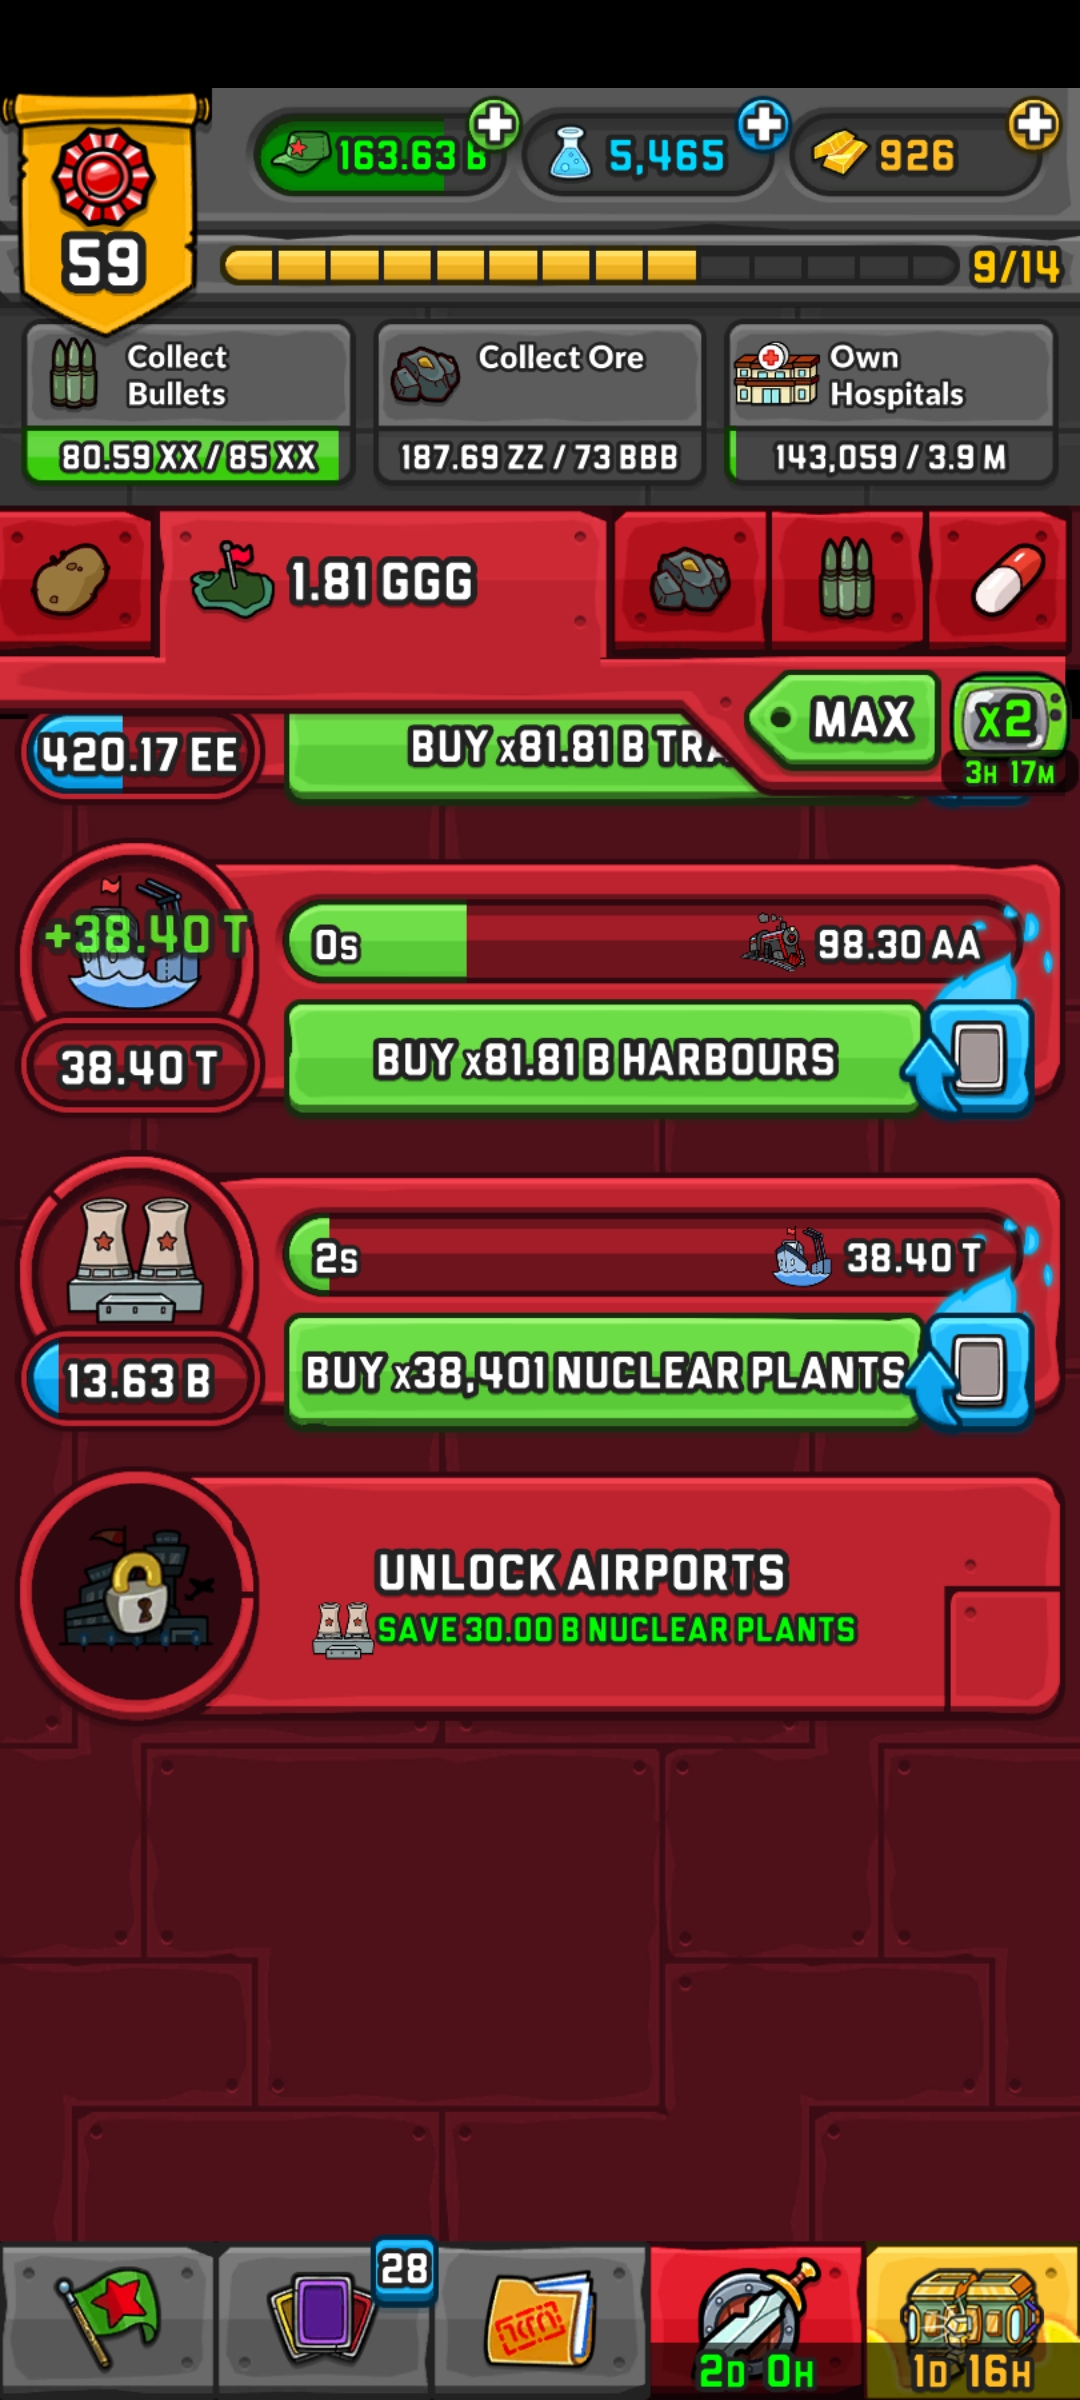 163.63 B
5,465
926
59
9/14
Collect
Bullets
80.59 XX / 85 XX
Collect Ore
187.69 ZZ / 73 BBB
Own
Hospitals
143,059 / 3.9 M
1.81 GGG
MAX
x2
3H 17M
420.17 EE
BUY x81.81 B TRA
+38.40 T
0s
98.30 AA
38.40 T
BUY x81.81 B HARBOURS
2s
38.40 T
13.63 B
BUY x38,401 NUCLEAR PLANTS
UNLOCK AIRPORTS
SAVE 30.00 B NUCLEAR PLANTS
28
2D 0H
1D 16H